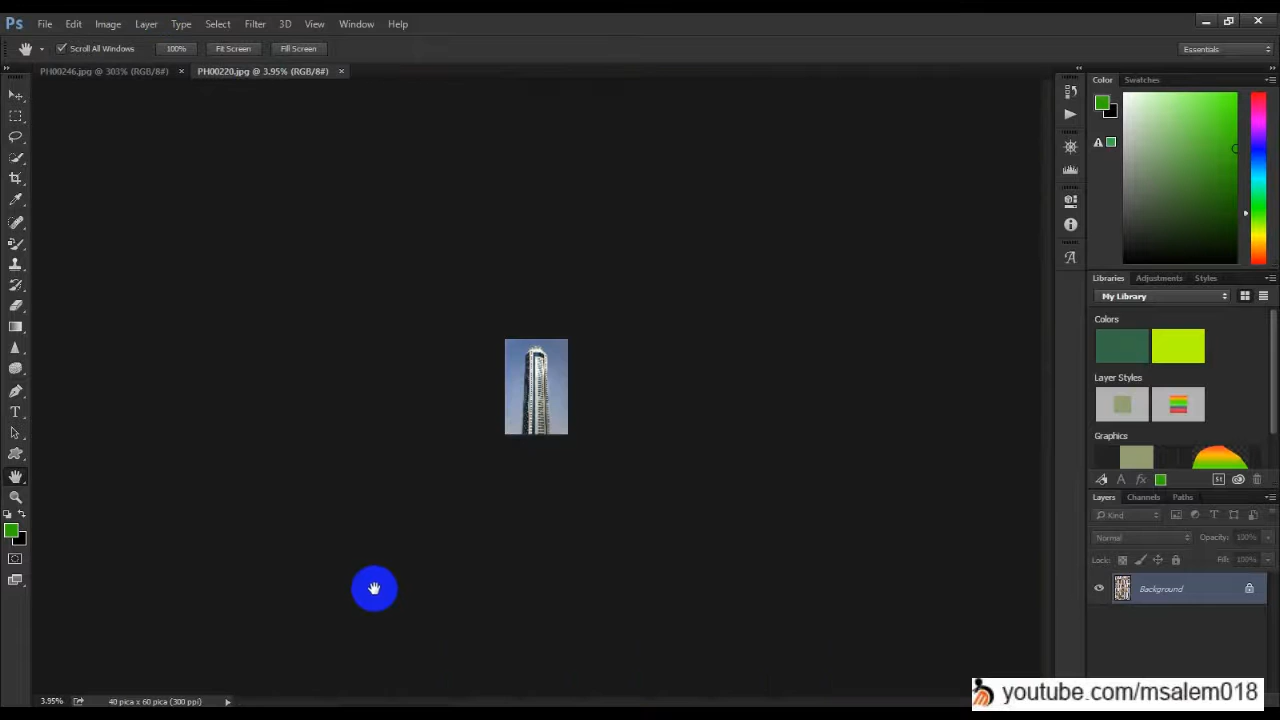 Ps File Edit Image Layer Type Select Filter 3D View Window Help
Scroll All Windows 100% Fit Screen Fill Screen Essentials
PH00246.jpg @ 303% (RGB/8#) × PH00220.jpg @ 3.95% (RGB/8#) ×
Color Swatches
Libraries Adjustments Styles
My Library
Colors
Layer Styles
Graphics
Layers Channels Paths
Kind
Normal Opacity: 100%
Lock: Fill: 100%
Background
3.95% 40 pica x 60 pica (300 ppi)
youtube.com/msalem018